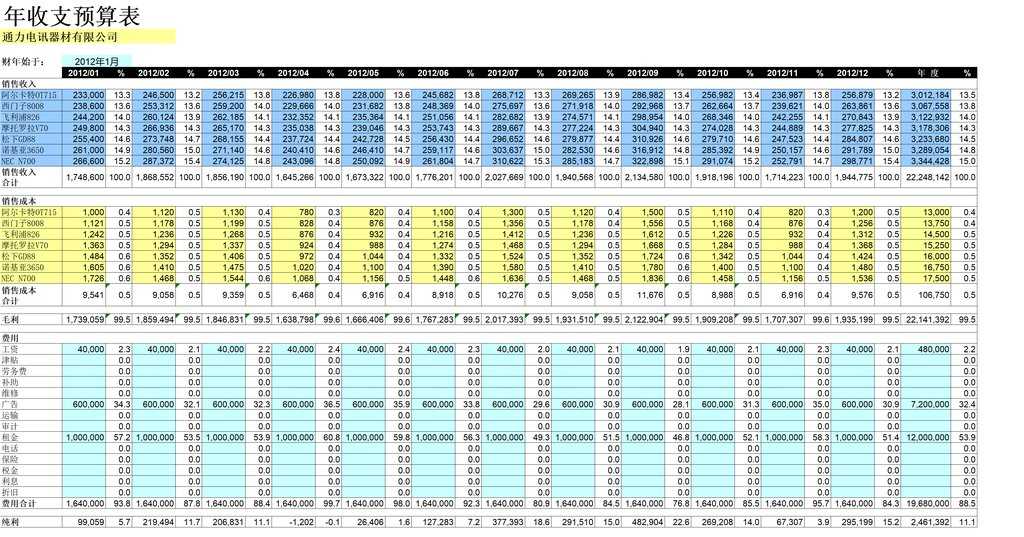 年收支预算表
通力电讯器材有限公司
财年始于： 2012年1月
2012/01 % 2012/02 % 2012/03 % 2012/04 % 2012/05 % 2012/06 % 2012/07 % 2012/08 % 2012/09 % 2012/10 % 2012/11 % 2012/12 % 年 度 %
销售收入
阿尔卡特OT715 233,000 13.3 246,500 13.2 256,215 13.8 226,980 13.8 228,000 13.6 245,682 13.8 268,712 13.3 269,265 13.9 286,982 13.4 256,982 13.4 236,987 13.8 256,879 13.2 3,012,184 13.5
西门子8008 238,600 13.6 253,312 13.6 259,200 14.0 229,666 14.0 231,682 13.8 248,369 14.0 275,697 13.6 271,918 14.0 292,968 13.7 262,664 13.7 239,621 14.0 263,861 13.6 3,067,558 13.8
飞利浦826 244,200 14.0 260,124 13.9 262,185 14.1 232,352 14.1 235,364 14.1 251,056 14.1 282,682 13.9 274,571 14.1 298,954 14.0 268,346 14.0 242,255 14.1 270,843 13.9 3,122,932 14.0
摩托罗拉V70 249,800 14.3 266,936 14.3 265,170 14.3 235,038 14.3 239,046 14.3 253,743 14.3 289,667 14.3 277,224 14.3 304,940 14.3 274,028 14.3 244,889 14.3 277,825 14.3 3,178,306 14.3
松下GD88 255,400 14.6 273,748 14.7 268,155 14.4 237,724 14.4 242,728 14.5 256,430 14.4 296,652 14.6 279,877 14.4 310,926 14.6 279,710 14.6 247,523 14.4 284,807 14.6 3,233,680 14.5
诺基亚3650 261,000 14.9 280,560 15.0 271,140 14.6 240,410 14.6 246,410 14.7 259,117 14.6 303,637 15.0 282,530 14.6 316,912 14.8 285,392 14.9 250,157 14.6 291,789 15.0 3,289,054 14.8
NEC N700 266,600 15.2 287,372 15.4 274,125 14.8 243,096 14.8 250,092 14.9 261,804 14.7 310,622 15.3 285,183 14.7 322,898 15.1 291,074 15.2 252,791 14.7 298,771 15.4 3,344,428 15.0
销售收入
合计 1,748,600 100.0 1,868,552 100.0 1,856,190 100.0 1,645,266 100.0 1,673,322 100.0 1,776,201 100.0 2,027,669 100.0 1,940,568 100.0 2,134,580 100.0 1,918,196 100.0 1,714,223 100.0 1,944,775 100.0 22,248,142 100.0
销售成本
阿尔卡特OT715 1,000 0.4 1,120 0.5 1,130 0.4 780 0.3 820 0.4 1,100 0.4 1,300 0.5 1,120 0.4 1,500 0.5 1,110 0.4 820 0.3 1,200 0.5 13,000 0.4
西门子8008 1,121 0.5 1,178 0.5 1,199 0.5 828 0.4 876 0.4 1,158 0.5 1,356 0.5 1,178 0.4 1,556 0.5 1,168 0.4 876 0.4 1,256 0.5 13,750 0.4
飞利浦826 1,242 0.5 1,236 0.5 1,268 0.5 876 0.4 932 0.4 1,216 0.5 1,412 0.5 1,236 0.5 1,612 0.5 1,226 0.5 932 0.4 1,312 0.5 14,500 0.5
摩托罗拉V70 1,363 0.5 1,294 0.5 1,337 0.5 924 0.4 988 0.4 1,274 0.5 1,468 0.5 1,294 0.5 1,668 0.5 1,284 0.5 988 0.4 1,368 0.5 15,250 0.5
松下GD88 1,484 0.6 1,352 0.5 1,406 0.5 972 0.4 1,044 0.4 1,332 0.5 1,524 0.5 1,352 0.5 1,724 0.6 1,342 0.5 1,044 0.4 1,424 0.5 16,000 0.5
诺基亚3650 1,605 0.6 1,410 0.5 1,475 0.5 1,020 0.4 1,100 0.4 1,390 0.5 1,580 0.5 1,410 0.5 1,780 0.6 1,400 0.5 1,100 0.4 1,480 0.5 16,750 0.5
NEC N700 1,726 0.6 1,468 0.5 1,544 0.6 1,068 0.4 1,156 0.5 1,448 0.6 1,636 0.5 1,468 0.5 1,836 0.6 1,458 0.5 1,156 0.5 1,536 0.5 17,500 0.5
销售成本
合计 9,541 0.5 9,058 0.5 9,359 0.5 6,468 0.4 6,916 0.4 8,918 0.5 10,276 0.5 9,058 0.5 11,676 0.5 8,988 0.5 6,916 0.4 9,576 0.5 106,750 0.5
毛利 1,739,059 99.5 1,859,494 99.5 1,846,831 99.5 1,638,798 99.6 1,666,406 99.6 1,767,283 99.5 2,017,393 99.5 1,931,510 99.5 2,122,904 99.5 1,909,208 99.5 1,707,307 99.6 1,935,199 99.5 22,141,392 99.5
费用
工资 40,000 2.3 40,000 2.1 40,000 2.2 40,000 2.4 40,000 2.4 40,000 2.3 40,000 2.0 40,000 2.1 40,000 1.9 40,000 2.1 40,000 2.3 40,000 2.1 480,000 2.2
津贴 0.0 0.0 0.0 0.0 0.0 0.0 0.0 0.0 0.0 0.0 0.0 0.0 0.0
劳务费 0.0 0.0 0.0 0.0 0.0 0.0 0.0 0.0 0.0 0.0 0.0 0.0 0.0
补助 0.0 0.0 0.0 0.0 0.0 0.0 0.0 0.0 0.0 0.0 0.0 0.0 0.0
维修 0.0 0.0 0.0 0.0 0.0 0.0 0.0 0.0 0.0 0.0 0.0 0.0 0.0
广告 600,000 34.3 600,000 32.1 600,000 32.3 600,000 36.5 600,000 35.9 600,000 33.8 600,000 29.6 600,000 30.9 600,000 28.1 600,000 31.3 600,000 35.0 600,000 30.9 7,200,000 32.4
运输 0.0 0.0 0.0 0.0 0.0 0.0 0.0 0.0 0.0 0.0 0.0 0.0 0.0
审计 0.0 0.0 0.0 0.0 0.0 0.0 0.0 0.0 0.0 0.0 0.0 0.0 0.0
租金 1,000,000 57.2 1,000,000 53.5 1,000,000 53.9 1,000,000 60.8 1,000,000 59.8 1,000,000 56.3 1,000,000 49.3 1,000,000 51.5 1,000,000 46.8 1,000,000 52.1 1,000,000 58.3 1,000,000 51.4 12,000,000 53.9
电话 0.0 0.0 0.0 0.0 0.0 0.0 0.0 0.0 0.0 0.0 0.0 0.0 0.0
保险 0.0 0.0 0.0 0.0 0.0 0.0 0.0 0.0 0.0 0.0 0.0 0.0 0.0
税金 0.0 0.0 0.0 0.0 0.0 0.0 0.0 0.0 0.0 0.0 0.0 0.0 0.0
利息 0.0 0.0 0.0 0.0 0.0 0.0 0.0 0.0 0.0 0.0 0.0 0.0 0.0
折旧 0.0 0.0 0.0 0.0 0.0 0.0 0.0 0.0 0.0 0.0 0.0 0.0 0.0
费用合计 1,640,000 93.8 1,640,000 87.8 1,640,000 88.4 1,640,000 99.7 1,640,000 98.0 1,640,000 92.3 1,640,000 80.9 1,640,000 84.5 1,640,000 76.8 1,640,000 85.5 1,640,000 95.7 1,640,000 84.3 19,680,000 88.5
纯利 99,059 5.7 219,494 11.7 206,831 11.1 -1,202 -0.1 26,406 1.6 127,283 7.2 377,393 18.6 291,510 15.0 482,904 22.6 269,208 14.0 67,307 3.9 295,199 15.2 2,461,392 11.1